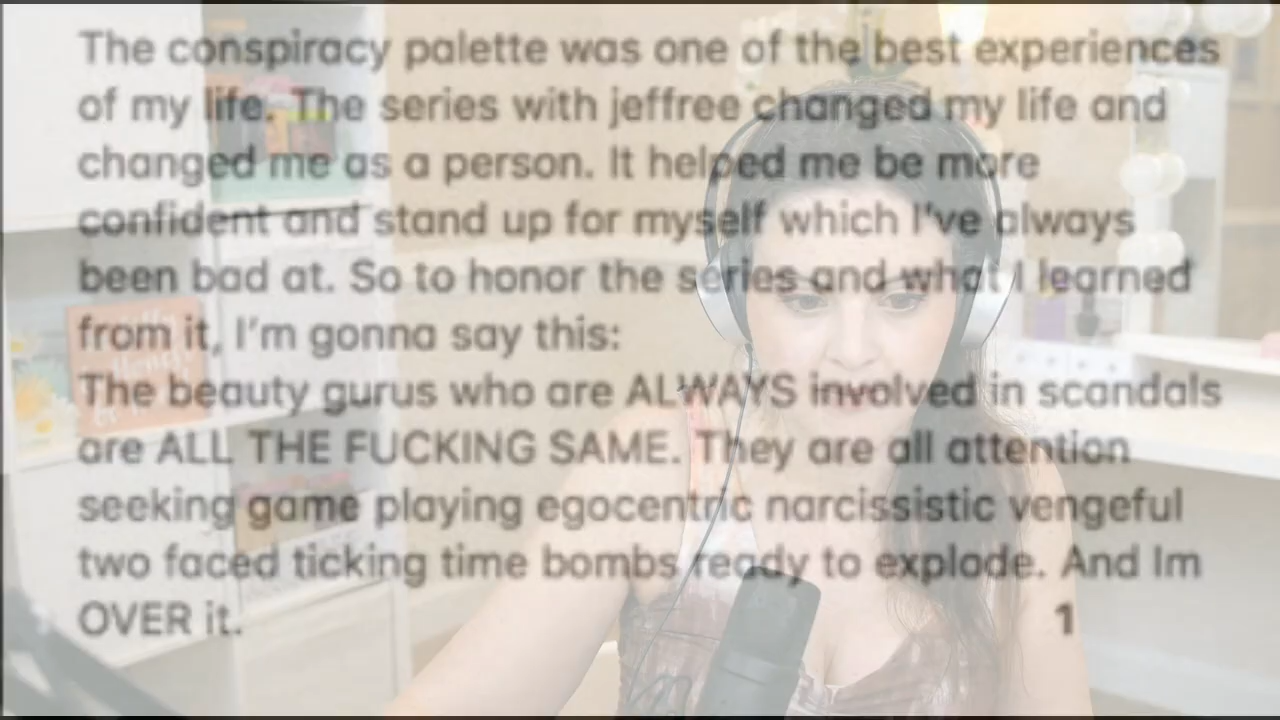 The conspiracy palette was one of the best experiences
of my life. The series with jeffree changed my life and
changed me as a person. It helped me be more
confident and stand up for myself which I've always
been bad at. So to honor the series and what I learned
from it, I'm gonna say this:
The beauty gurus who are ALWAYS involved in scandals
are ALL THE FUCKING SAME. They are all attention
seeking game playing egocentric narcissistic vengeful
two faced ticking time bombs ready to explode. And Im
OVER it.
1